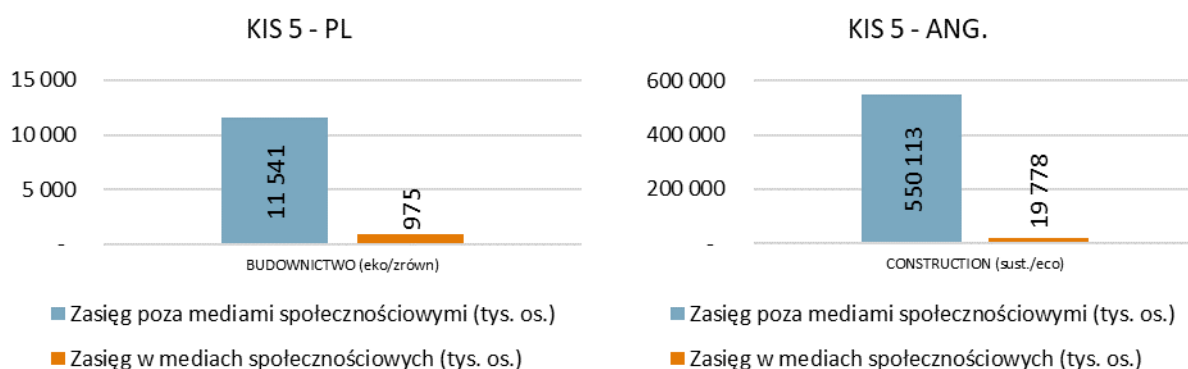 KIS 5 - PL
15 000
10 000
5 000
-
11 541
975
BUDOWNICTWO (eko/zrówn)
Zasięg poza mediami społecznościowymi (tys. os.)
Zasięg w mediach społecznościowych (tys. os.)
KIS 5 - ANG.
600 000
400 000
200 000
-
550 113
19 778
CONSTRUCTION (sust./eco)
Zasięg poza mediami społecznościowymi (tys. os.)
Zasięg w mediach społecznościowych (tys. os.)